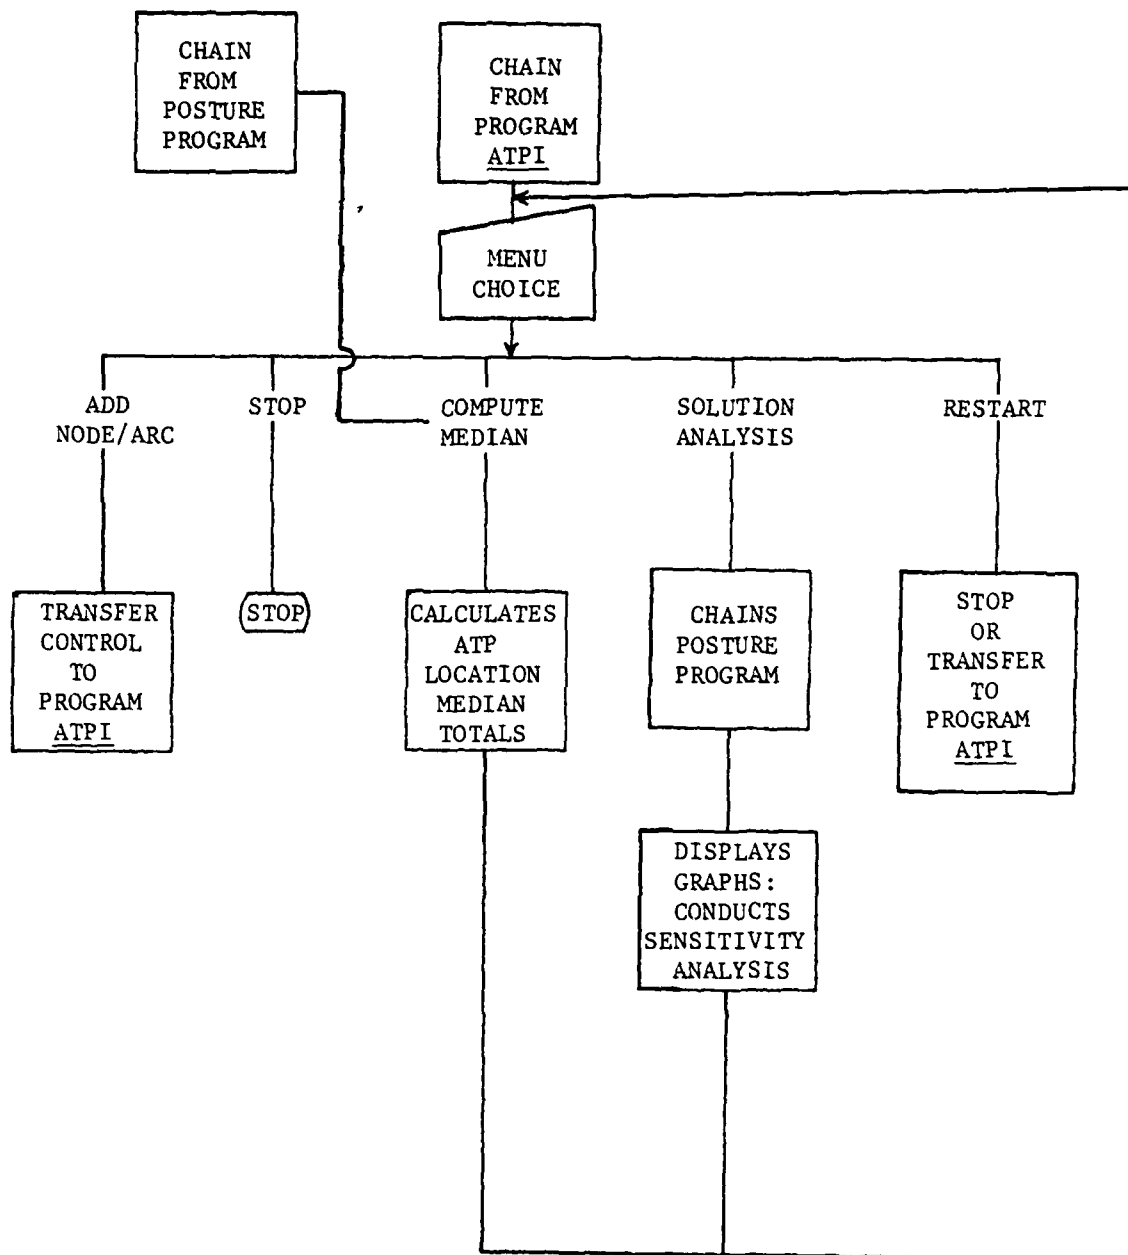 CHAIN
FROM
POSTURE
PROGRAM
CHAIN
FROM
PROGRAM
ATPI
MENU
CHOICE
ADD
NODE/ARC
STOP
COMPUTE
MEDIAN
SOLUTION
ANALYSIS
RESTART
TRANSFER
CONTROL
TO
PROGRAM
ATPI
STOP
CALCULATES
ATP
LOCATION
MEDIAN
TOTALS
CHAINS
POSTURE
PROGRAM
STOP
OR
TRANSFER
TO
PROGRAM
ATPI
DISPLAYS
GRAPHS:
CONDUCTS
SENSITIVITY
ANALYSIS